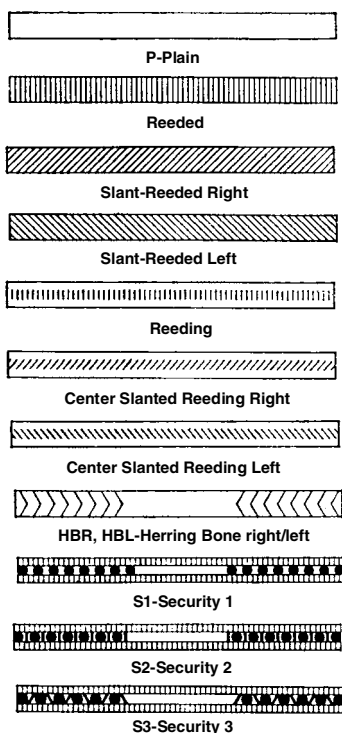 P-Plain
Reeded
Slant-Reeded Right
Slant-Reeded Left
Reeding
Center Slanted Reeding Right
Center Slanted Reeding Left
HBR, HBL-Herring Bone right/left
S1-Security 1
S2-Security 2
S3-Security 3